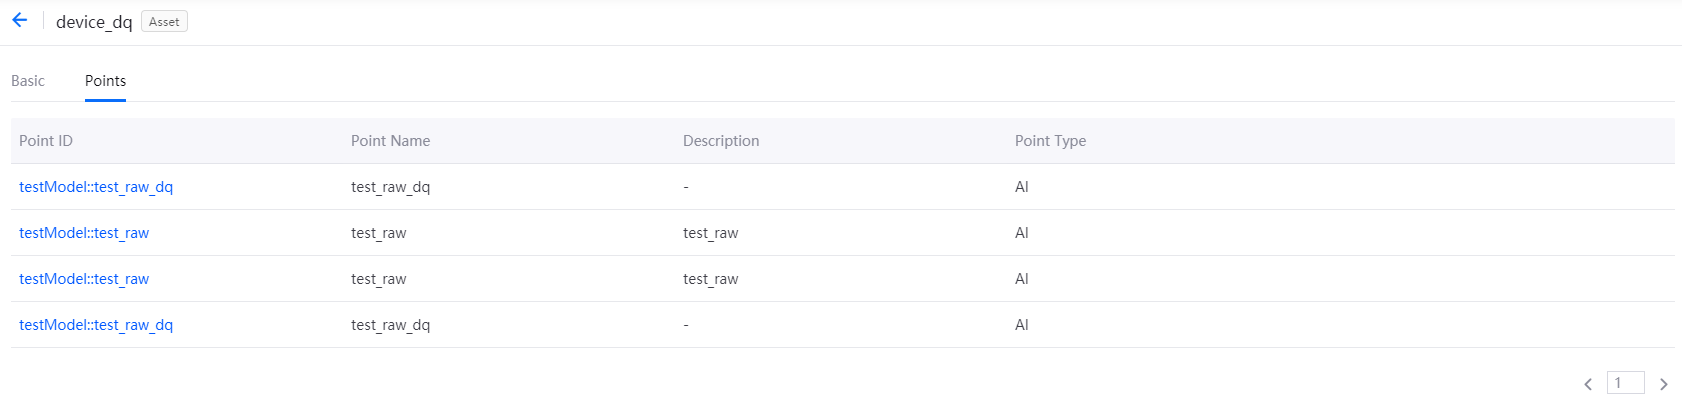 device_dq Asset
Basic Points
Point ID Point Name Description Point Type
testModel::test_raw_dq test_raw_dq - AI
testModel::test_raw test_raw test_raw AI
testModel::test_raw test_raw test_raw AI
testModel::test_raw_dq test_raw_dq - AI
1